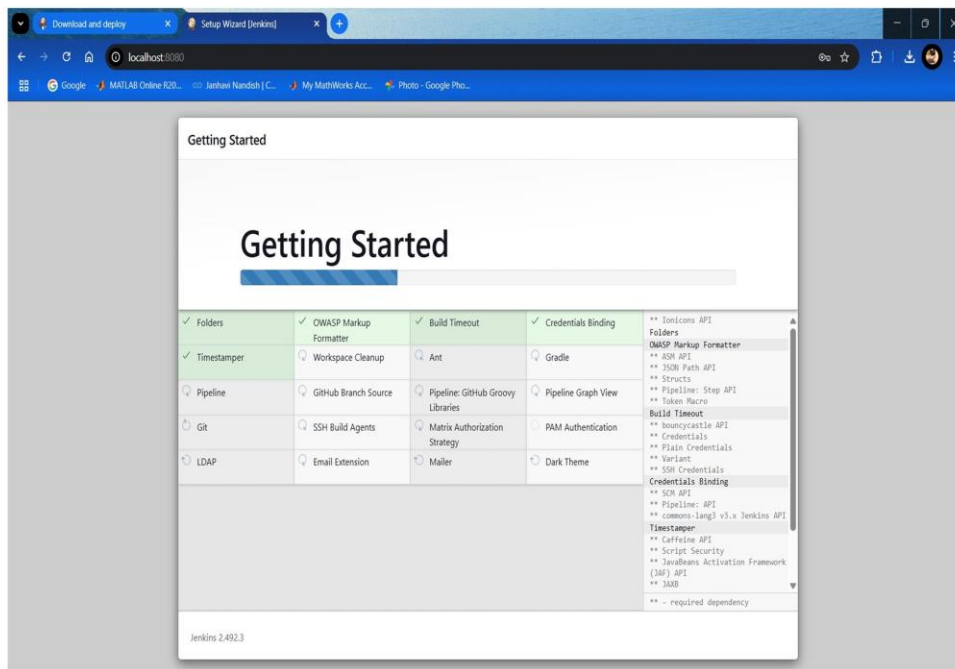 Download and deploy
Setup Wizard [Jenkins]
localhost:8080
Google
MATLAB Online R20...
Janhavi Nandish | C...
My MathWorks Acc...
Photo - Google Pho...
Getting Started
Getting Started
Folders
OWASP Markup
Formatter
Build Timeout
Credentials Binding
Timestamper
Workspace Cleanup
Ant
Gradle
Pipeline
GitHub Branch Source
Pipeline: GitHub Groovy
Libraries
Pipeline Graph View
Git
SSH Build Agents
Matrix Authorization
Strategy
PAM Authentication
LDAP
Email Extension
Mailer
Dark Theme
** Ionicons API
Folders
OWASP Markup Formatter
** ASM API
** JSON Path API
** Structs
** Pipeline: Step API
** Token Macro
Build Timeout
** bouncycastle API
** Credentials
** Plain Credentials
** Variant
** SSH Credentials
Credentials Binding
** SCM API
** Pipeline: API
** commons-lang3 v3.x Jenkins API
Timestamper
** Caffeine API
** Script Security
** JavaBeans Activation Framework
(JAF) API
** JAXB
** - required dependency
Jenkins 2.492.3